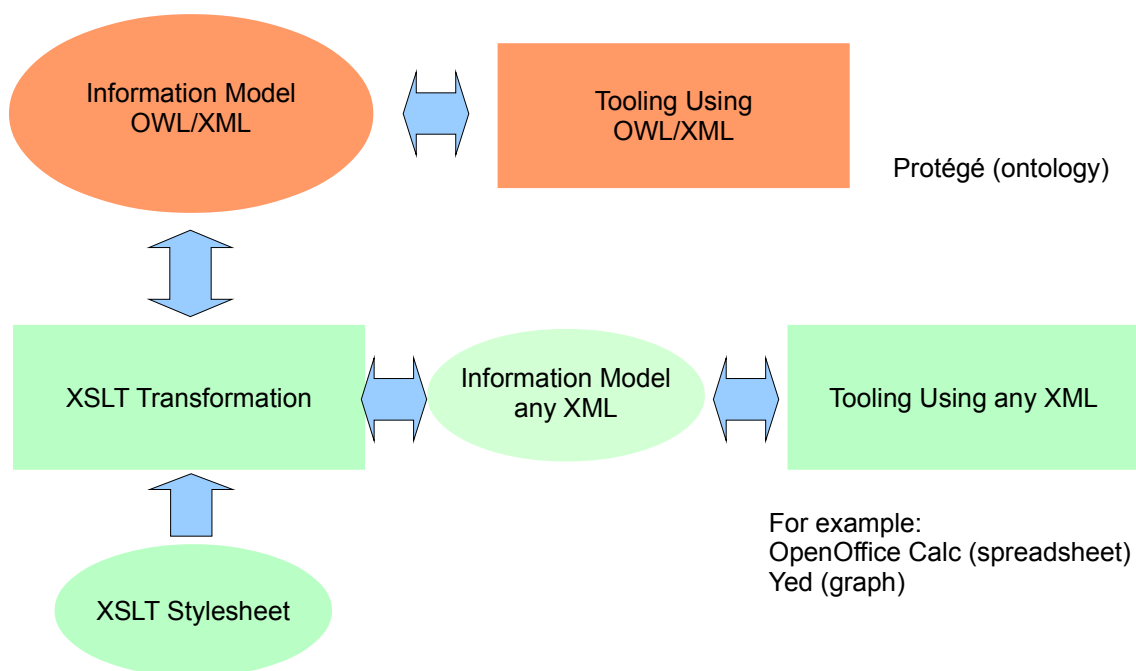 Information Model
OWL/XML
Tooling Using
OWL/XML
Protégé (ontology)
XSLT Transformation
Information Model
any XML
Tooling Using any XML
For example:
OpenOffice Calc (spreadsheet)
Yed (graph)
XSLT Stylesheet